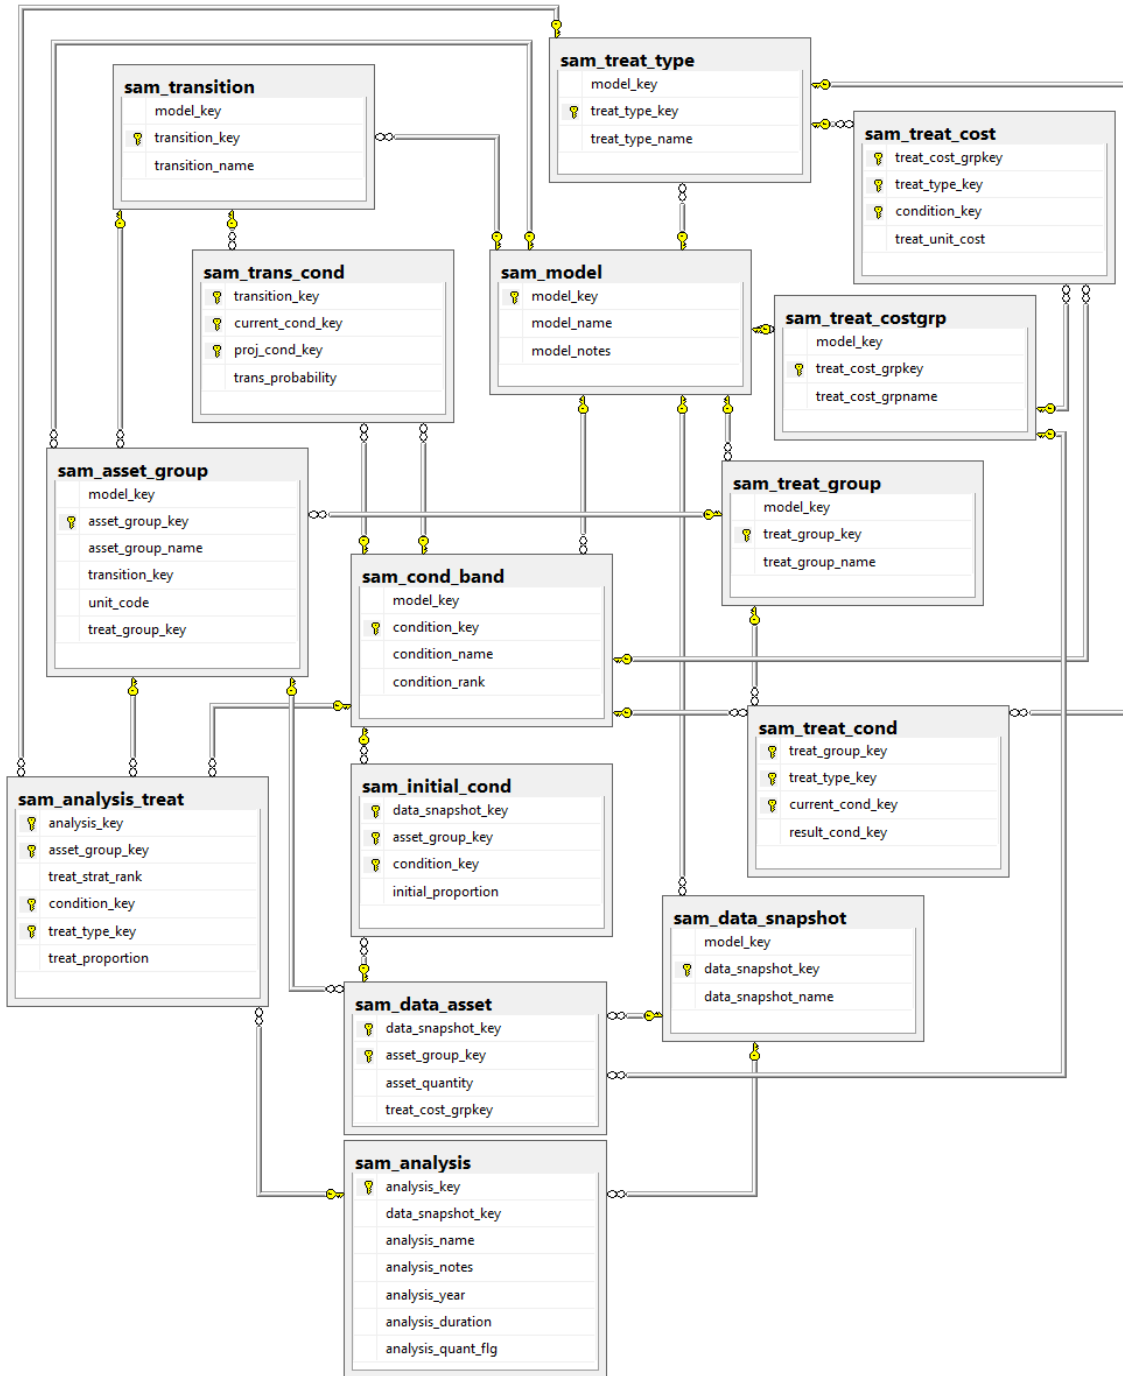 sam_treat_type
model_key
treat_type_key
treat_type_name
sam_transition
model_key
transition_key
transition_name
sam_treat_cost
treat_cost_grpkey
treat_type_key
condition_key
treat_unit_cost
sam_trans_cond
transition_key
current_cond_key
proj_cond_key
trans_probability
sam_model
model_key
model_name
model_notes
sam_treat_costgrp
model_key
treat_cost_grpkey
treat_cost_grpname
sam_asset_group
model_key
asset_group_key
asset_group_name
transition_key
unit_code
treat_group_key
sam_treat_group
model_key
treat_group_key
treat_group_name
sam_cond_band
model_key
condition_key
condition_name
condition_rank
sam_treat_cond
treat_group_key
treat_type_key
current_cond_key
result_cond_key
sam_initial_cond
data_snapshot_key
asset_group_key
condition_key
initial_proportion
sam_analysis_treat
analysis_key
asset_group_key
treat_strat_rank
condition_key
treat_type_key
treat_proportion
sam_data_snapshot
model_key
data_snapshot_key
data_snapshot_name
sam_data_asset
data_snapshot_key
asset_group_key
asset_quantity
treat_cost_grpkey
sam_analysis
analysis_key
data_snapshot_key
analysis_name
analysis_notes
analysis_year
analysis_duration
analysis_quant_flg